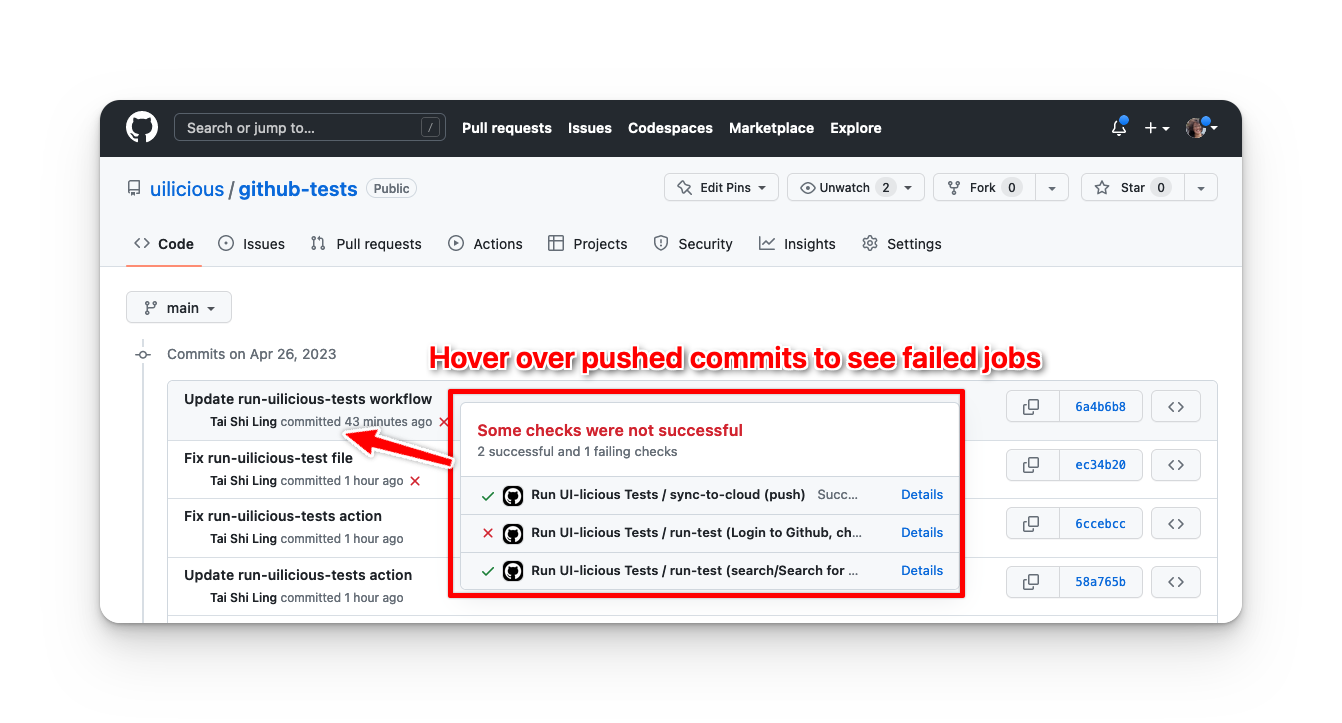 Search or jump to... /
Pull requests Issues Codespaces Marketplace Explore
uilicious / github-tests Public
Edit Pins Unwatch 2 Fork 0 Star 0
Code Issues Pull requests Actions Projects Security Insights Settings
main
Commits on Apr 26, 2023
Hover over pushed commits to see failed jobs
Update run-uilicious-tests workflow
Tai Shi Ling committed 43 minutes ago
6a4b6b8
Some checks were not successful
2 successful and 1 failing checks
Fix run-uilicious-test file
Tai Shi Ling committed 1 hour ago
ec34b20
Run UI-licious Tests / sync-to-cloud (push) Succ... Details
Fix run-uilicious-tests action
Tai Shi Ling committed 1 hour ago
6ccebcc
Run UI-licious Tests / run-test (Login to Github, ch... Details
Update run-uilicious-tests action
Tai Shi Ling committed 1 hour ago
58a765b
Run UI-licious Tests / run-test (search/Search for ... Details